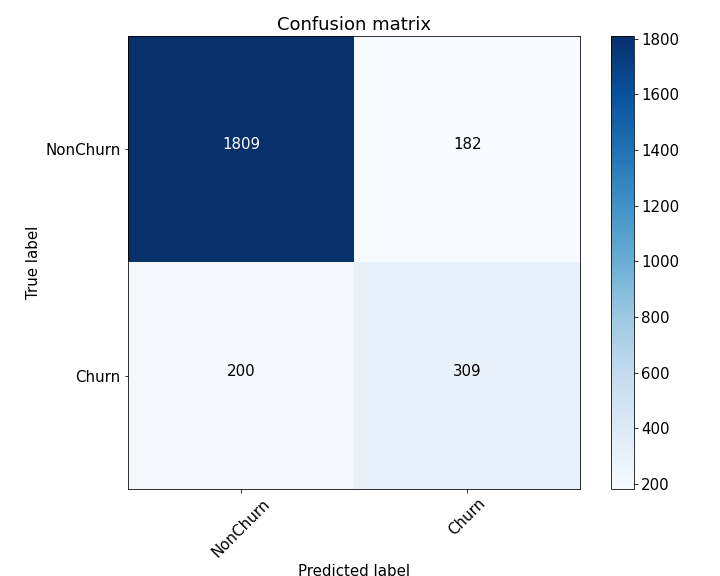 Confusion matrix
True label
NonChurn
1809
182
Churn
200
309
NonChurn
Churn
Predicted label
1800
1600
1400
1200
1000
800
600
400
200